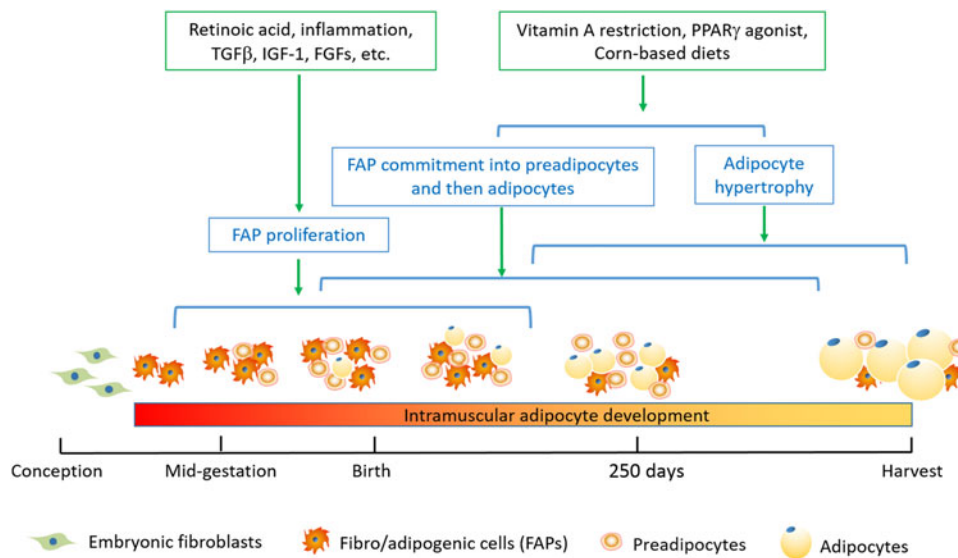 Retinoic acid, inflammation,
TGFβ, IGF-1, FGFs, etc.
Vitamin A restriction, PPARγ agonist,
Corn-based diets
FAP commitment into preadipocytes
and then adipocytes
Adipocyte
hypertrophy
FAP proliferation
Intramuscular adipocyte development
Conception
Mid-gestation
Birth
250 days
Harvest
Embryonic fibroblasts
Fibro/adipogenic cells (FAPs)
Preadipocytes
Adipocytes